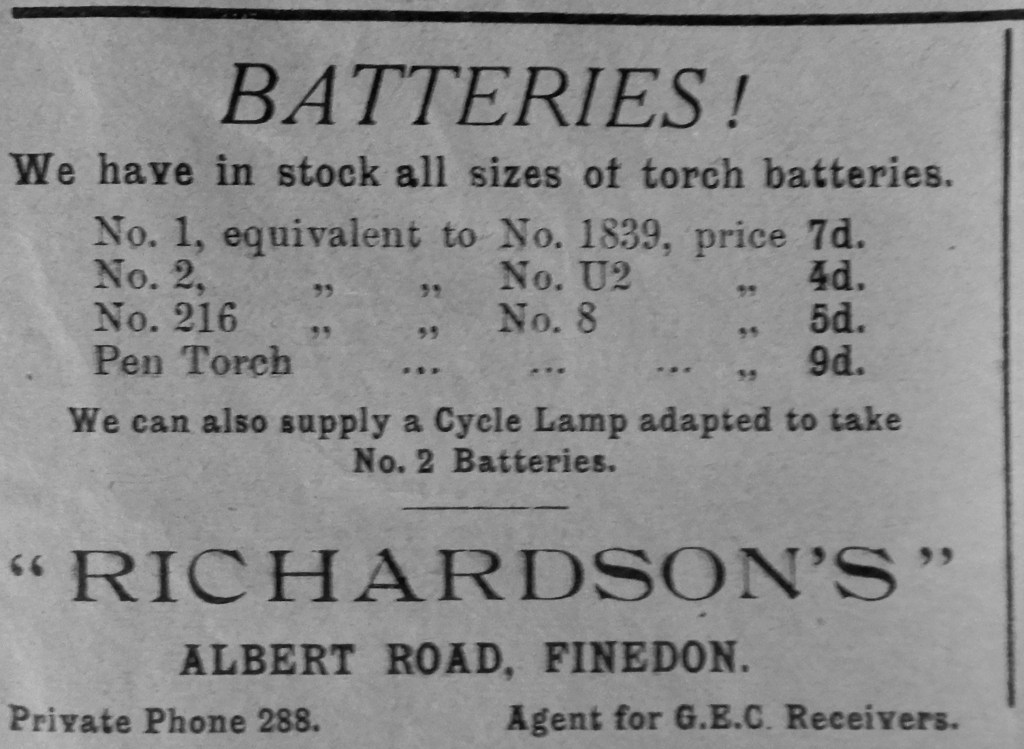 BATTERIES!
We have in stock all sizes of torch batteries.
No. 1, equivalent to No. 1839, price 7d.
No. 2, „ „ No. U2 „ 4d.
No. 216 „ „ No. 8 „ 5d.
Pen Torch ... ... ... „ 9d.
We can also supply a Cycle Lamp adapted to take
No. 2 Batteries.
“RICHARDSON'S”
ALBERT ROAD, FINEDON.
Private Phone 288. Agent for G.E.C. Receivers.